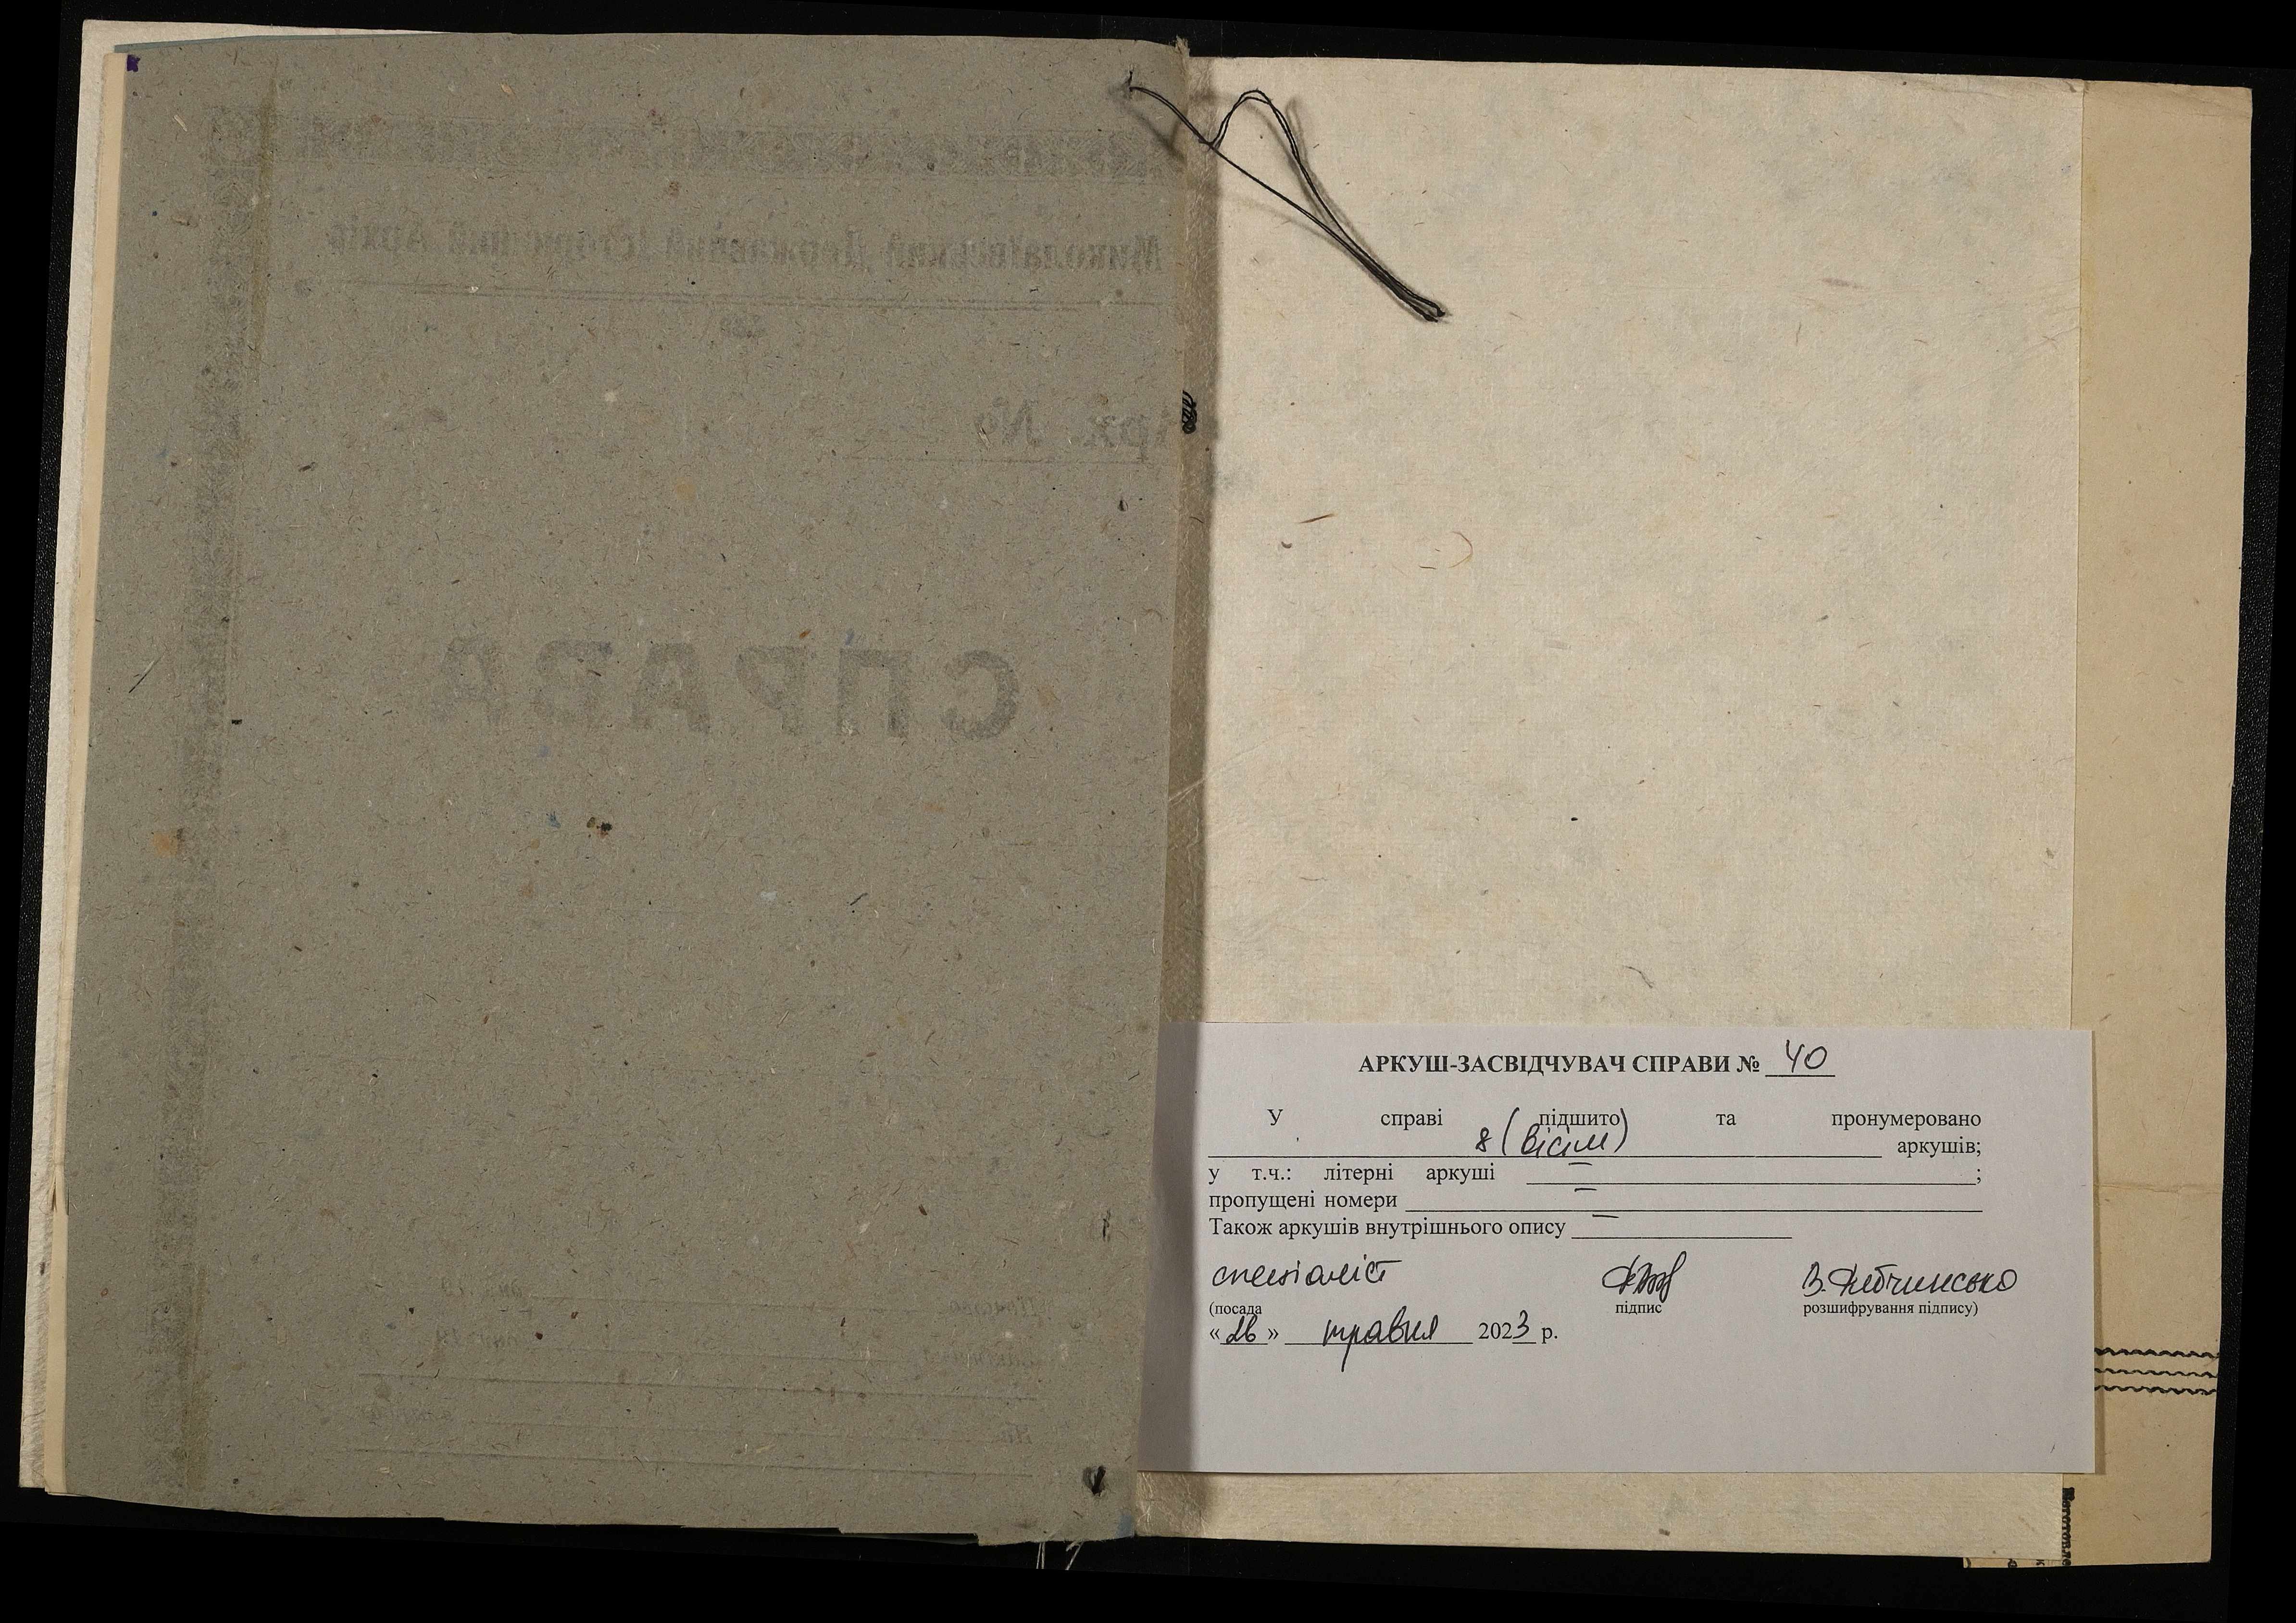 Миколаївський Державний Історичний Архів
Арх. №
СПРАВА
АРКУШ-ЗАСВІДЧУВАЧ СПРАВИ № 40
У справі підшито та пронумеровано
8 (вісім) аркушів;
у т.ч.: літерні аркуші – ;
пропущені номери –
Також аркушів внутрішнього опису –
спеціаліст
(посада підпис розшифрування підпису)
« 26 » травня 2023 р.